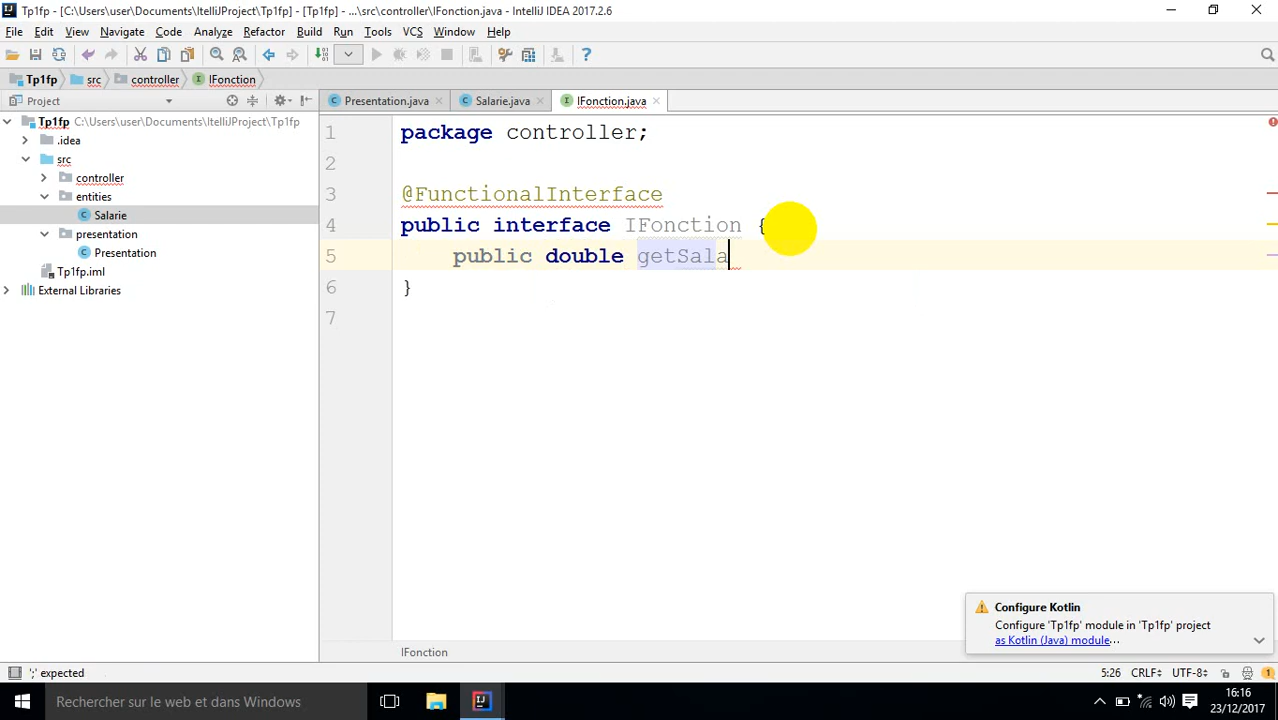 Tp1fp - [C:\Users\user\Documents\ItelliJProject\Tp1fp] - [Tp1fp] - ...\src\controller\IFonction.java - IntelliJ IDEA 2017.2.6
File Edit View Navigate Code Analyze Refactor Build Run Tools VCS Window Help
Tp1fp src controller IFonction
Project Presentation.java Salarie.java IFonction.java
Tp1fp C:\Users\user\Documents\ItelliJProject\Tp1fp
.idea
src
controller
entities
Salarie
presentation
Presentation
Tp1fp.iml
External Libraries
1 package controller;
2
3 @FunctionalInterface
4 public interface IFonction {
5 public double getSala
6 }
7
Configure Kotlin
Configure 'Tp1fp' module in 'Tp1fp' project
as Kotlin (Java) module...
IFonction
';' expected 5:26 CRLF÷ UTF-8÷ 1
Rechercher sur le web et dans Windows
16:16
23/12/2017